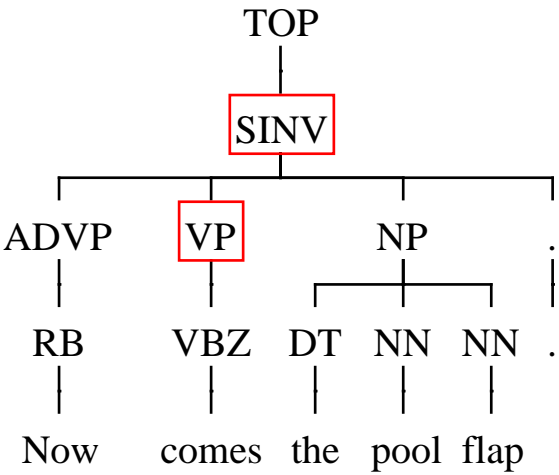 TOP
SINV
ADVP VP NP .
RB VBZ DT NN NN .
Now comes the pool flap